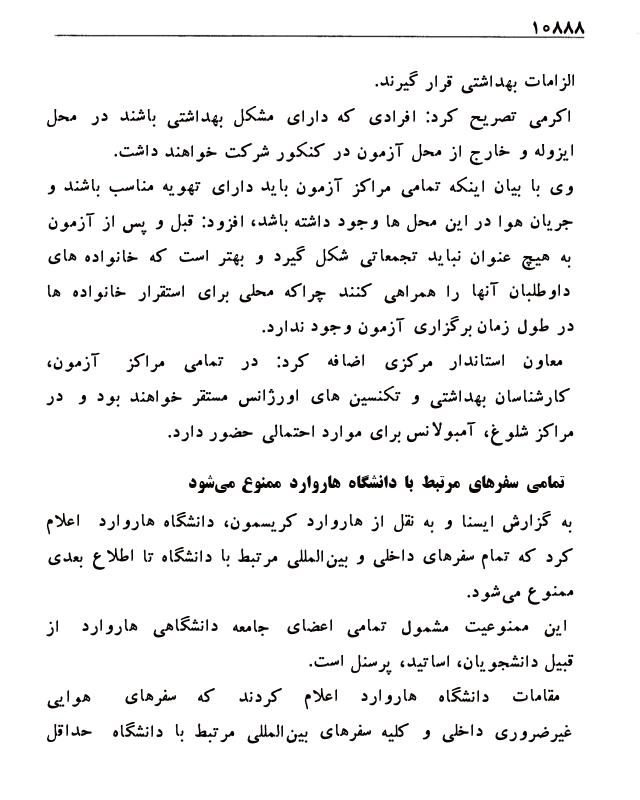 ۱۰۸۸۸
الزامات بهداشتی قرار گیرند.
اکرمی تصریح کرد: افرادی که دارای مشکل بهداشتی باشند در محل
ایزوله و خارج از محل آزمون در کنکور شرکت خواهند داشت.
وی با بیان اینکه تمامی مراکز آزمون باید دارای تهویه مناسب باشند و
جریان هوا در این محل ها وجود داشته باشد، افزود: قبل و پس از آزمون
به هیچ عنوان نباید تجمعاتی شکل گیرد و بهتر است که خانواده های
داوطلبان آنها را همراهی کنند چراکه محلی برای استقرار خانواده ها
در طول زمان برگزاری آزمون وجود ندارد.
معاون استاندار مرکزی اضافه کرد: در تمامی مراکز آزمون،
کارشناسان بهداشتی و تکنسین های اورژانس مستقر خواهند بود و در
مراکز شلوغ، آمبولانس برای موارد احتمالی حضور دارد.
تمامی سفرهای مرتبط با دانشگاه هاروارد ممنوع می‌شود
به گزارش ایسنا و به نقل از هاروارد کریسمون، دانشگاه هاروارد اعلام
کرد که تمام سفرهای داخلی و بین‌المللی مرتبط با دانشگاه تا اطلاع بعدی
ممنوع می‌شود.
این ممنوعیت مشمول تمامی اعضای جامعه دانشگاهی هاروارد از
قبیل دانشجویان، اساتید، پرسنل است.
مقامات دانشگاه هاروارد اعلام کردند که سفرهای هوایی
غیرضروری داخلی و کلیه سفرهای بین‌المللی مرتبط با دانشگاه حداقل